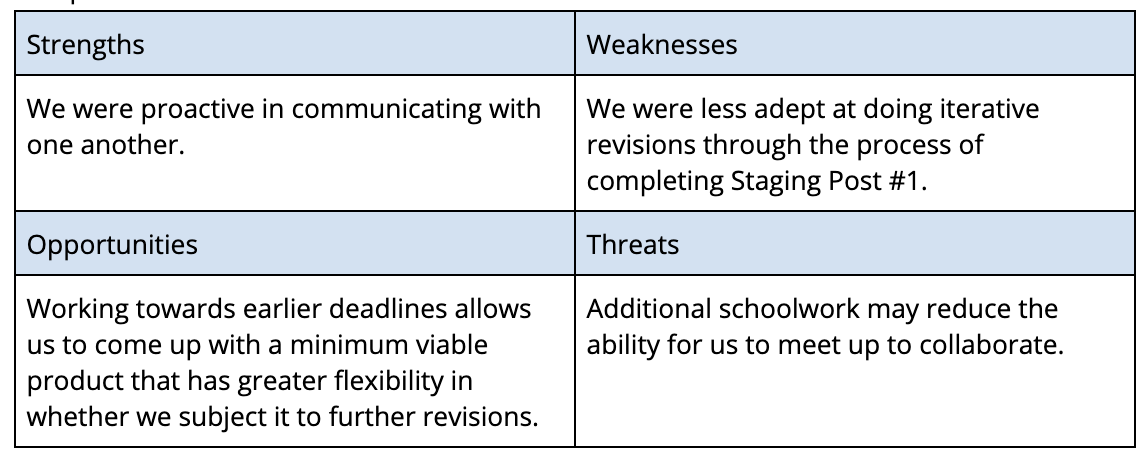 Strengths
Weaknesses
We were proactive in communicating with
one another.
We were less adept at doing iterative
revisions through the process of
completing Staging Post #1.
Opportunities
Threats
Working towards earlier deadlines allows
us to come up with a minimum viable
product that has greater flexibility in
whether we subject it to further revisions.
Additional schoolwork may reduce the
ability for us to meet up to collaborate.